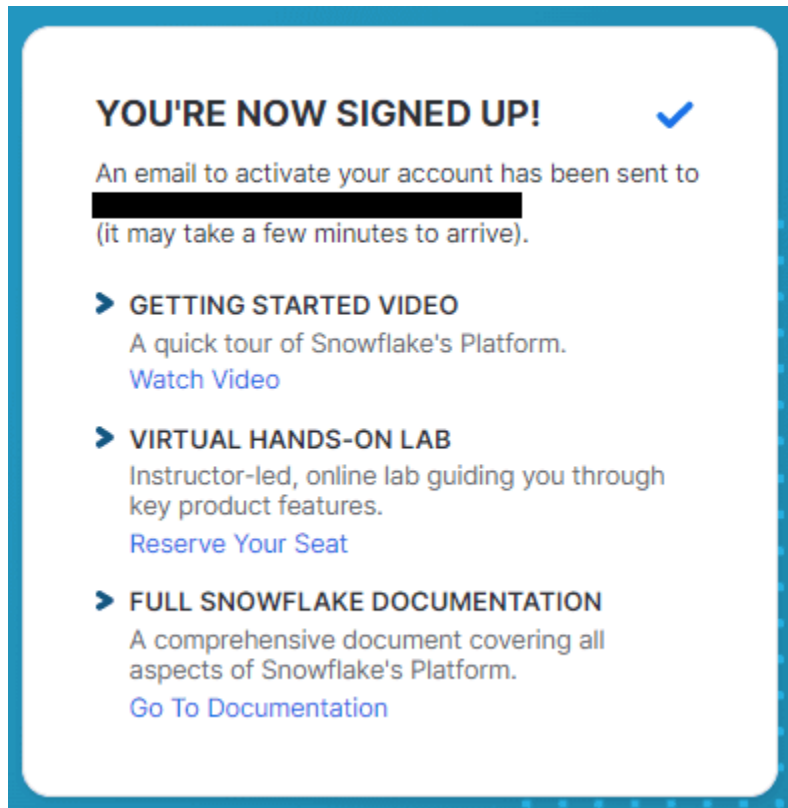 YOU'RE NOW SIGNED UP!
An email to activate your account has been sent to
(it may take a few minutes to arrive).
GETTING STARTED VIDEO
A quick tour of Snowflake's Platform.
Watch Video
VIRTUAL HANDS-ON LAB
Instructor-led, online lab guiding you through
key product features.
Reserve Your Seat
FULL SNOWFLAKE DOCUMENTATION
A comprehensive document covering all
aspects of Snowflake's Platform.
Go To Documentation